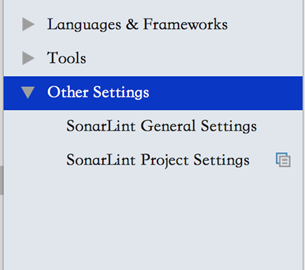 Languages & Frameworks
Tools
Other Settings
SonarLint General Settings
SonarLint Project Settings